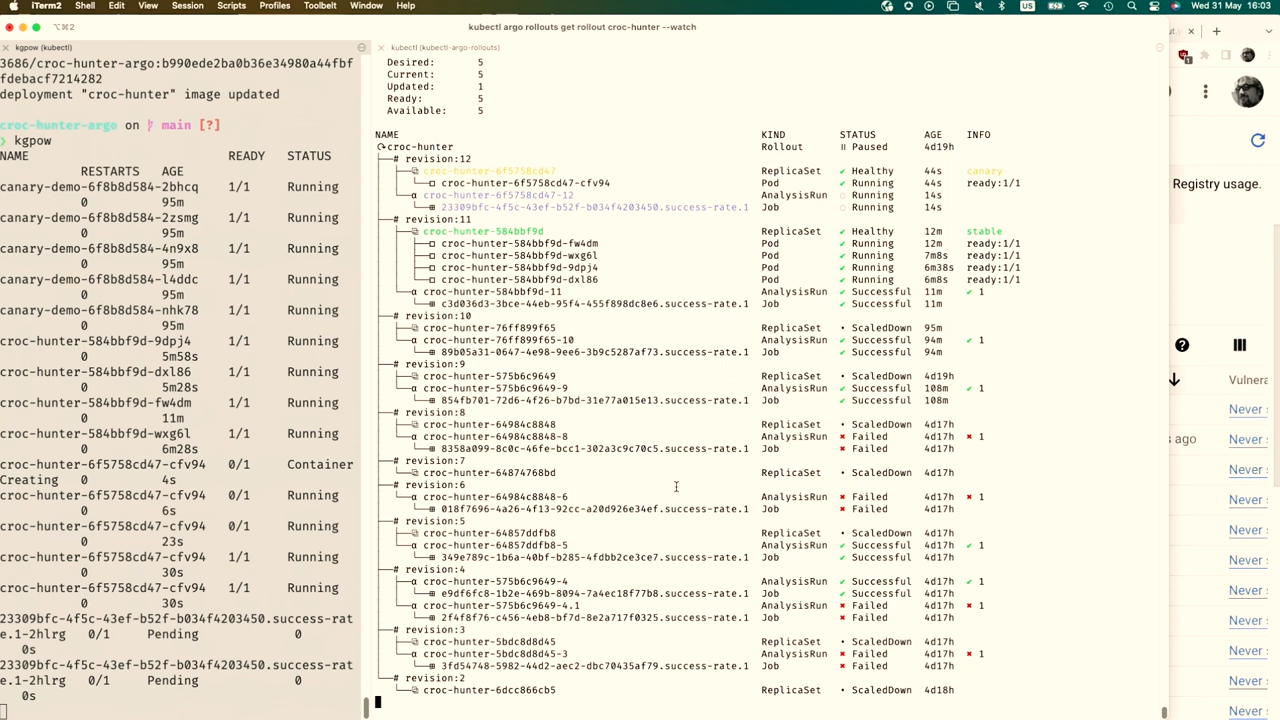 iTerm2 Shell Edit View Session Scripts Profiles Toolbelt Window Help US Wed 31 May 16:03
⌥⌘2 kubectl argo rollouts get rollout croc-hunter --watch
kgpow (kubectl)
3686/croc-hunter-argo:b990ede2ba0b36e34980a44fbf
fdebacf7214282
deployment "croc-hunter" image updated
croc-hunter-argo on main [?]
❯ kgpow
NAME READY STATUS
RESTARTS AGE
canary-demo-6f8b8d584-2bhcq 1/1 Running
0 95m
canary-demo-6f8b8d584-2zsmg 1/1 Running
0 95m
canary-demo-6f8b8d584-4n9x8 1/1 Running
0 95m
canary-demo-6f8b8d584-l4ddc 1/1 Running
0 95m
canary-demo-6f8b8d584-nhk78 1/1 Running
0 95m
croc-hunter-584bbf9d-9dpj4 1/1 Running
0 5m58s
croc-hunter-584bbf9d-dxl86 1/1 Running
0 5m28s
croc-hunter-584bbf9d-fw4dm 1/1 Running
0 11m
croc-hunter-584bbf9d-wxg6l 1/1 Running
0 6m28s
croc-hunter-6f5758cd47-cfv94 0/1 Container
Creating 0 4s
croc-hunter-6f5758cd47-cfv94 0/1 Running
0 6s
croc-hunter-6f5758cd47-cfv94 0/1 Running
0 23s
croc-hunter-6f5758cd47-cfv94 1/1 Running
0 30s
croc-hunter-6f5758cd47-cfv94 1/1 Running
0 30s
23309bfc-4f5c-43ef-b52f-b034f4203450.success-rat
e.1-2hlrg 0/1 Pending 0
0s
23309bfc-4f5c-43ef-b52f-b034f4203450.success-rat
e.1-2hlrg 0/1 Pending 0
0s
kubectl (kubectl-argo-rollouts)
Desired: 5
Current: 5
Updated: 1
Ready: 5
Available: 5
NAME KIND STATUS AGE INFO
⟳ croc-hunter Rollout ॥ Paused 4d19h
├──# revision:12
│ ├──⧉ croc-hunter-6f5758cd47 ReplicaSet ✔ Healthy 44s canary
│ │ └──□ croc-hunter-6f5758cd47-cfv94 Pod ✔ Running 44s ready:1/1
│ └──α croc-hunter-6f5758cd47-12 AnalysisRun ◌ Running 14s
│ └──⊞ 23309bfc-4f5c-43ef-b52f-b034f4203450.success-rate.1 Job ◌ Running 14s
├──# revision:11
│ ├──⧉ croc-hunter-584bbf9d ReplicaSet ✔ Healthy 12m stable
│ │ ├──□ croc-hunter-584bbf9d-fw4dm Pod ✔ Running 12m ready:1/1
│ │ ├──□ croc-hunter-584bbf9d-wxg6l Pod ✔ Running 7m8s ready:1/1
│ │ ├──□ croc-hunter-584bbf9d-9dpj4 Pod ✔ Running 6m38s ready:1/1
│ │ └──□ croc-hunter-584bbf9d-dxl86 Pod ✔ Running 6m8s ready:1/1
│ └──α croc-hunter-584bbf9d-11 AnalysisRun ✔ Successful 11m ✔ 1
│ └──⊞ c3d036d3-3bce-44eb-95f4-455f898dc8e6.success-rate.1 Job ✔ Successful 11m
├──# revision:10
│ ├──⧉ croc-hunter-76ff899f65 ReplicaSet • ScaledDown 95m
│ └──α croc-hunter-76ff899f65-10 AnalysisRun ✔ Successful 94m ✔ 1
│ └──⊞ 89b05a31-0647-4e98-9ee6-3b9c5287af73.success-rate.1 Job ✔ Successful 94m
├──# revision:9
│ ├──⧉ croc-hunter-575b6c9649 ReplicaSet • ScaledDown 4d19h
│ └──α croc-hunter-575b6c9649-9 AnalysisRun ✔ Successful 108m ✔ 1
│ └──⊞ 854fb701-72d6-4f26-b7bd-31e77a015e13.success-rate.1 Job ✔ Successful 108m
├──# revision:8
│ ├──⧉ croc-hunter-64984c8848 ReplicaSet • ScaledDown 4d17h
│ └──α croc-hunter-64984c8848-8 AnalysisRun ✖ Failed 4d17h ✖ 1
│ └──⊞ 8358a099-8c0c-46fe-bcc1-302a3c9c70c5.success-rate.1 Job ✖ Failed 4d17h
├──# revision:7
│ └──⧉ croc-hunter-64874768bd ReplicaSet • ScaledDown 4d17h
├──# revision:6
│ └──α croc-hunter-64984c8848-6 AnalysisRun ✖ Failed 4d17h ✖ 1
│ └──⊞ 018f7696-4a26-4f13-92cc-a20d926e34ef.success-rate.1 Job ✖ Failed 4d17h
├──# revision:5
│ ├──⧉ croc-hunter-64857ddfb8 ReplicaSet • ScaledDown 4d17h
│ └──α croc-hunter-64857ddfb8-5 AnalysisRun ✔ Successful 4d17h ✔ 1
│ └──⊞ 349e789c-1b6a-40bf-b285-4fdbb2ce3ce7.success-rate.1 Job ✔ Successful 4d17h
├──# revision:4
│ ├──α croc-hunter-575b6c9649-4 AnalysisRun ✔ Successful 4d17h ✔ 1
│ │ └──⊞ e9df6fc8-1b2e-469b-8094-7a4ec18f77b8.success-rate.1 Job ✔ Successful 4d17h
│ └──α croc-hunter-575b6c9649-4.1 AnalysisRun ✖ Failed 4d17h ✖ 1
│ └──⊞ 2f4f8f76-c456-4eb8-bf7d-8e2a717f0325.success-rate.1 Job ✖ Failed 4d17h
├──# revision:3
│ ├──⧉ croc-hunter-5bdc8d8d45 ReplicaSet • ScaledDown 4d17h
│ └──α croc-hunter-5bdc8d8d45-3 AnalysisRun ✖ Failed 4d17h ✖ 1
│ └──⊞ 3fd54748-5982-44d2-aec2-dbc70435af79.success-rate.1 Job ✖ Failed 4d17h
├──# revision:2
│ └──⧉ croc-hunter-6dcc866cb5 ReplicaSet • ScaledDown 4d18h
Registry usage.
Vulnera
Never s
s ago Never s
Never s
Never s
Never s
Never s
Never s
Never s
Never s
Never s
Never s